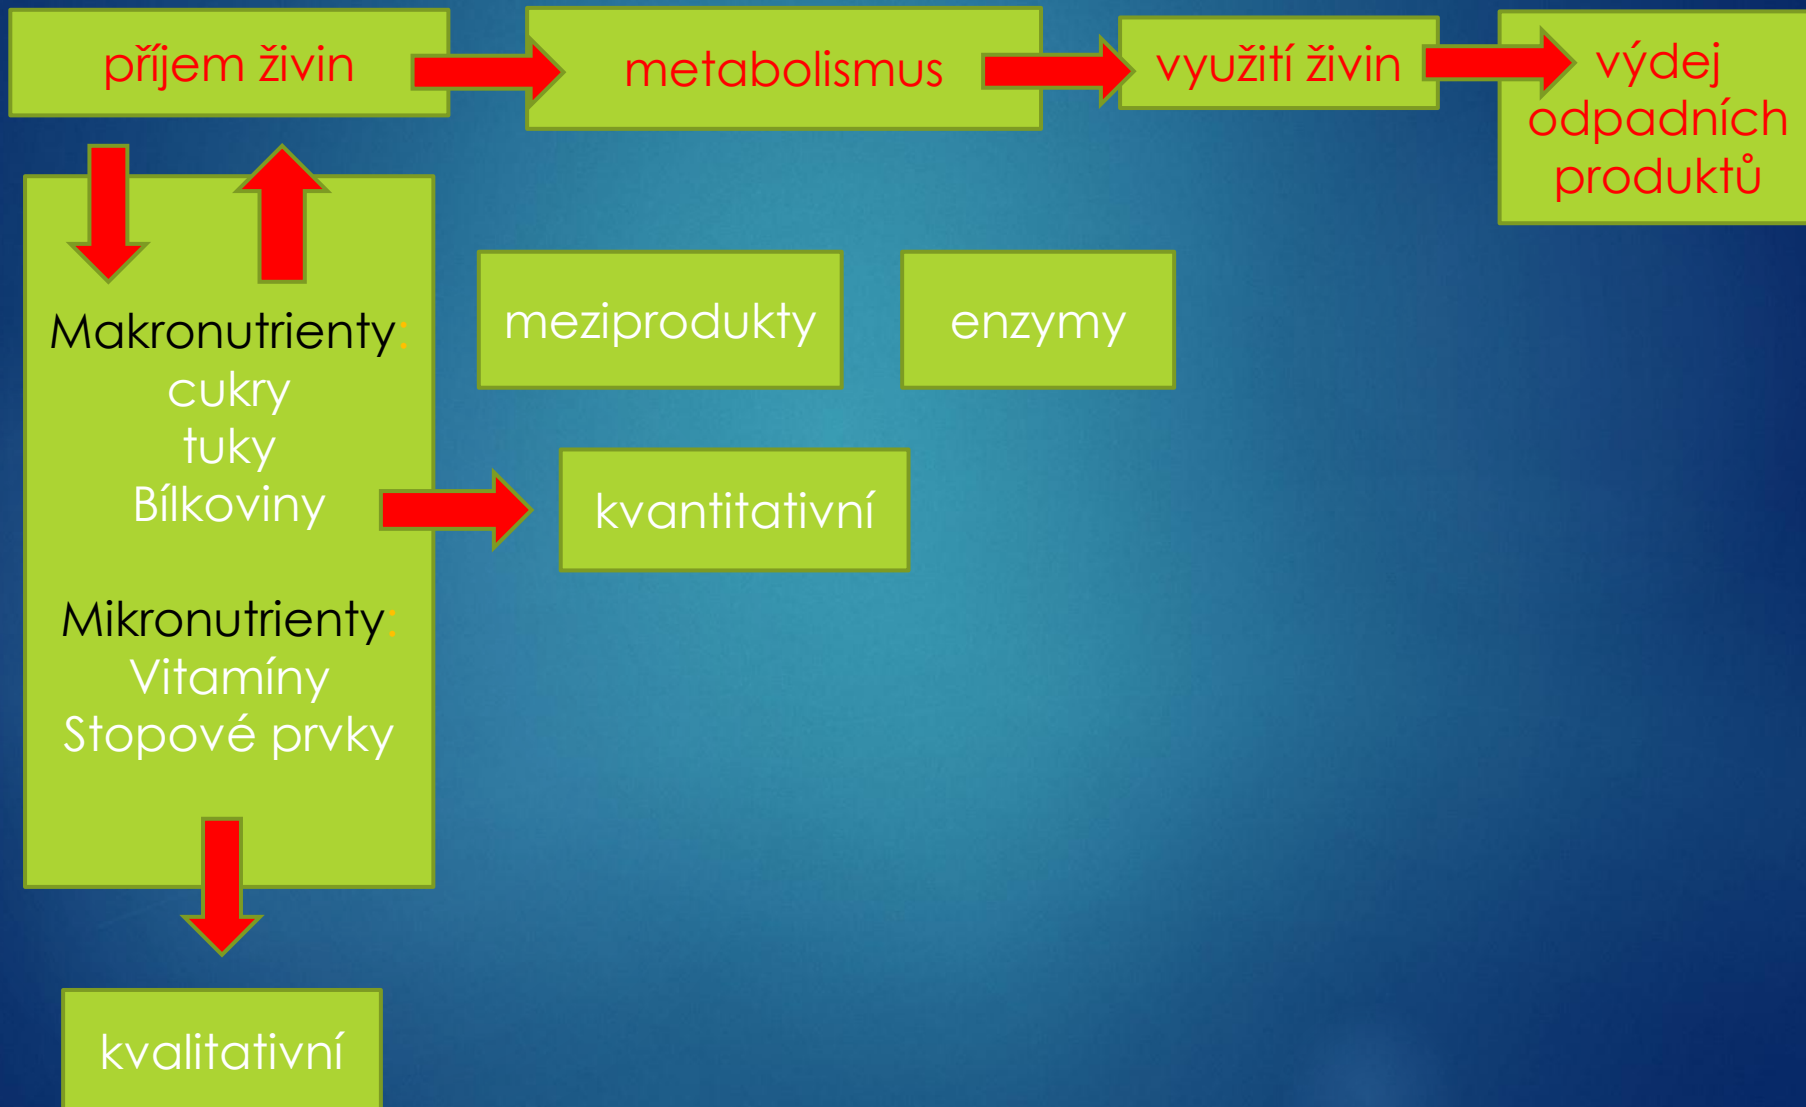 příjem živin
metabolismus
využití živin
výdej
odpadních
produktů
Makronutrienty:
cukry
tuky
Bílkoviny
Mikronutrienty:
Vitamíny
Stopové prvky
meziprodukty
enzymy
kvantitativní
kvalitativní